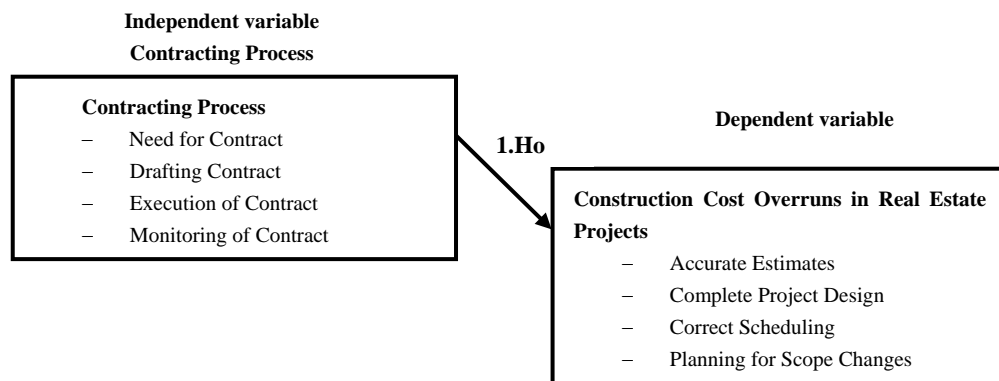 Independent variable
Contracting Process
Contracting Process
– Need for Contract
– Drafting Contract
– Execution of Contract
– Monitoring of Contract
1.Ho
Dependent variable
Construction Cost Overruns in Real Estate
Projects
– Accurate Estimates
– Complete Project Design
– Correct Scheduling
– Planning for Scope Changes